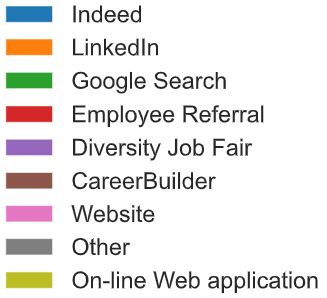 Indeed
LinkedIn
Google Search
Employee Referral
Diversity Job Fair
CareerBuilder
Website
Other
On-line Web application